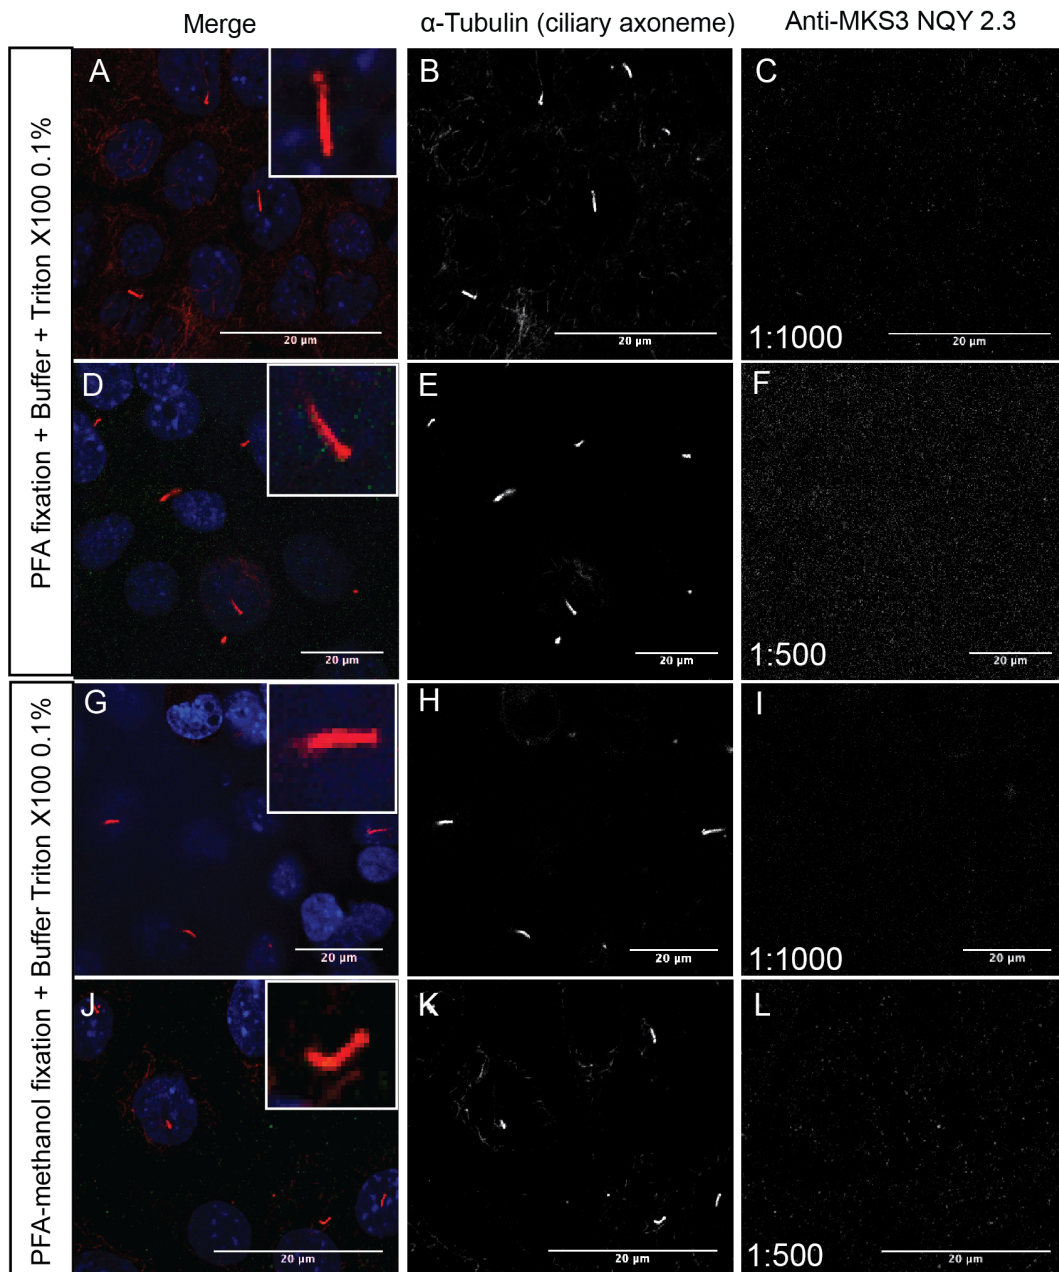 Merge
α-Tubulin (ciliary axoneme)
Anti-MKS3 NQY 2.3
PFA fixation + Buffer + Triton X100 0.1%
A
20 µm
B
20 µm
C
1:1000
20 µm
D
20 µm
E
20 µm
F
1:500
20 µm
PFA-methanol fixation + Buffer Triton X100 0.1%
G
20 µm
H
20 µm
I
1:1000
20 µm
J
20 µm
K
20 µm
L
1:500
20 µm